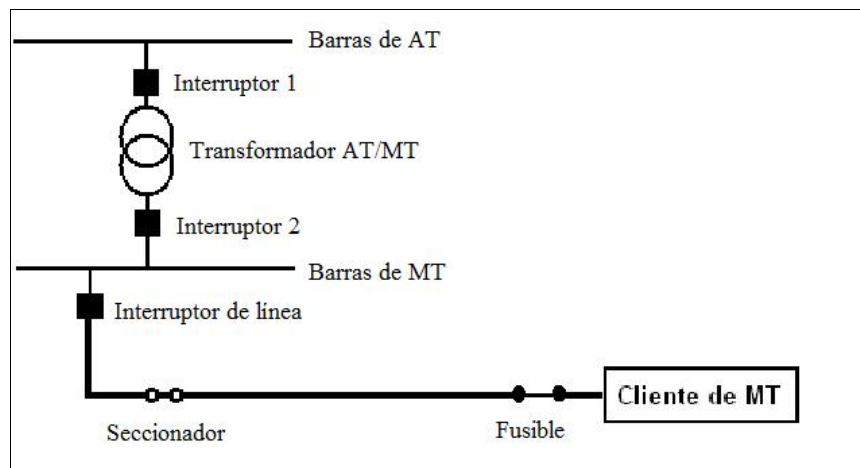 Barras de AT
Interruptor 1
Transformador AT/MT
Interruptor 2
Barras de MT
Interruptor de línea
Cliente de MT
Seccionador
Fusible